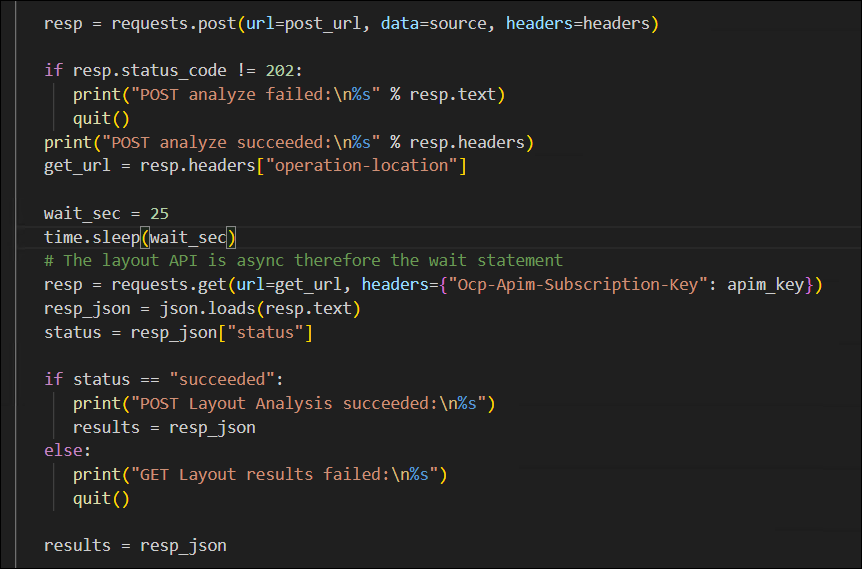 resp = requests.post(url=post_url, data=source, headers=headers)
if resp.status_code != 202:
print("POST analyze failed:\n%s" % resp.text)
quit()
print("POST analyze succeeded:\n%s" % resp.headers)
get_url = resp.headers["operation-location"]
wait_sec = 25
time.sleep(wait_sec)
# The layout API is async therefore the wait statement
resp = requests.get(url=get_url, headers={"Ocp-Apim-Subscription-Key": apim_key})
resp_json = json.loads(resp.text)
status = resp_json["status"]
if status == "succeeded":
print("POST Layout Analysis succeeded:\n%s")
results = resp_json
else:
print("GET Layout results failed:\n%s")
quit()
results = resp_json